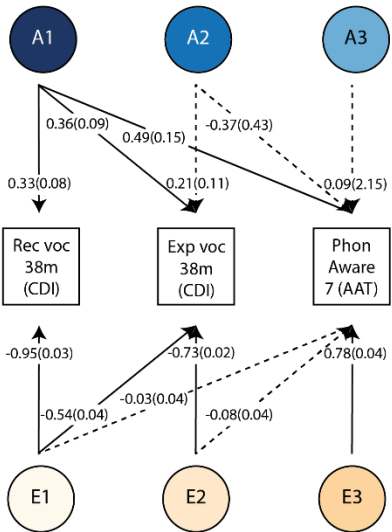 A1 A2 A3
0.36(0.09) -0.37(0.43)
0.49(0.15)
0.33(0.08) 0.21(0.11) 0.09(2.15)
Rec voc Exp voc Phon
38m 38m Aware
(CDI) (CDI) 7 (AAT)
-0.95(0.03) -0.73(0.02) 0.78(0.04)
-0.03(0.04)
-0.54(0.04) -0.08(0.04)
E1 E2 E3